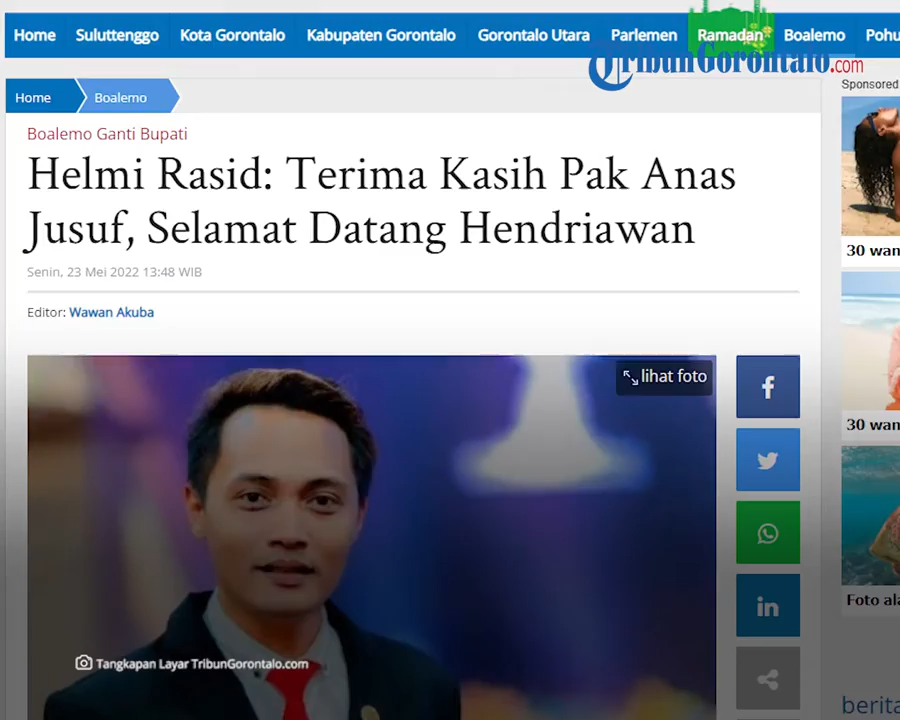 Home Suluttenggo Kota Gorontalo Kabupaten Gorontalo Gorontalo Utara Parlemen Ramadan Boalemo Pohu
TribunGorontalo.com
Sponsored
Home Boalemo
Boalemo Ganti Bupati
Helmi Rasid: Terima Kasih Pak Anas
Jusuf, Selamat Datang Hendriawan
Senin, 23 Mei 2022 13:48 WIB
Editor: Wawan Akuba
lihat foto
Tangkapan Layar TribunGorontalo.com
30 wan
30 wan
Foto ala
berita